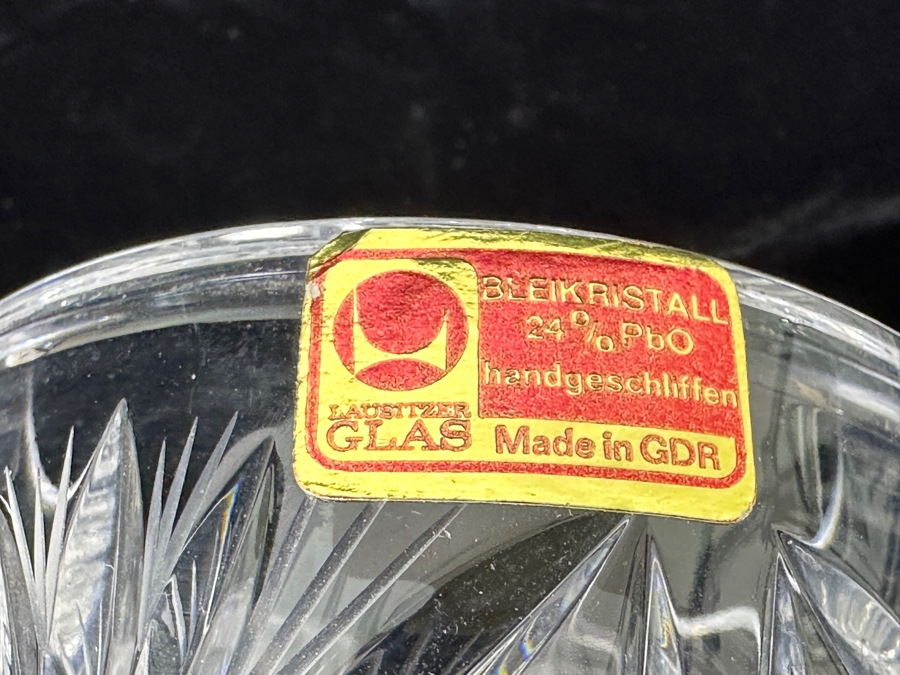 LAUSITZER
GLAS
BLEIKRISTALL
24% PbO
handgeschliffen
Made in GDR